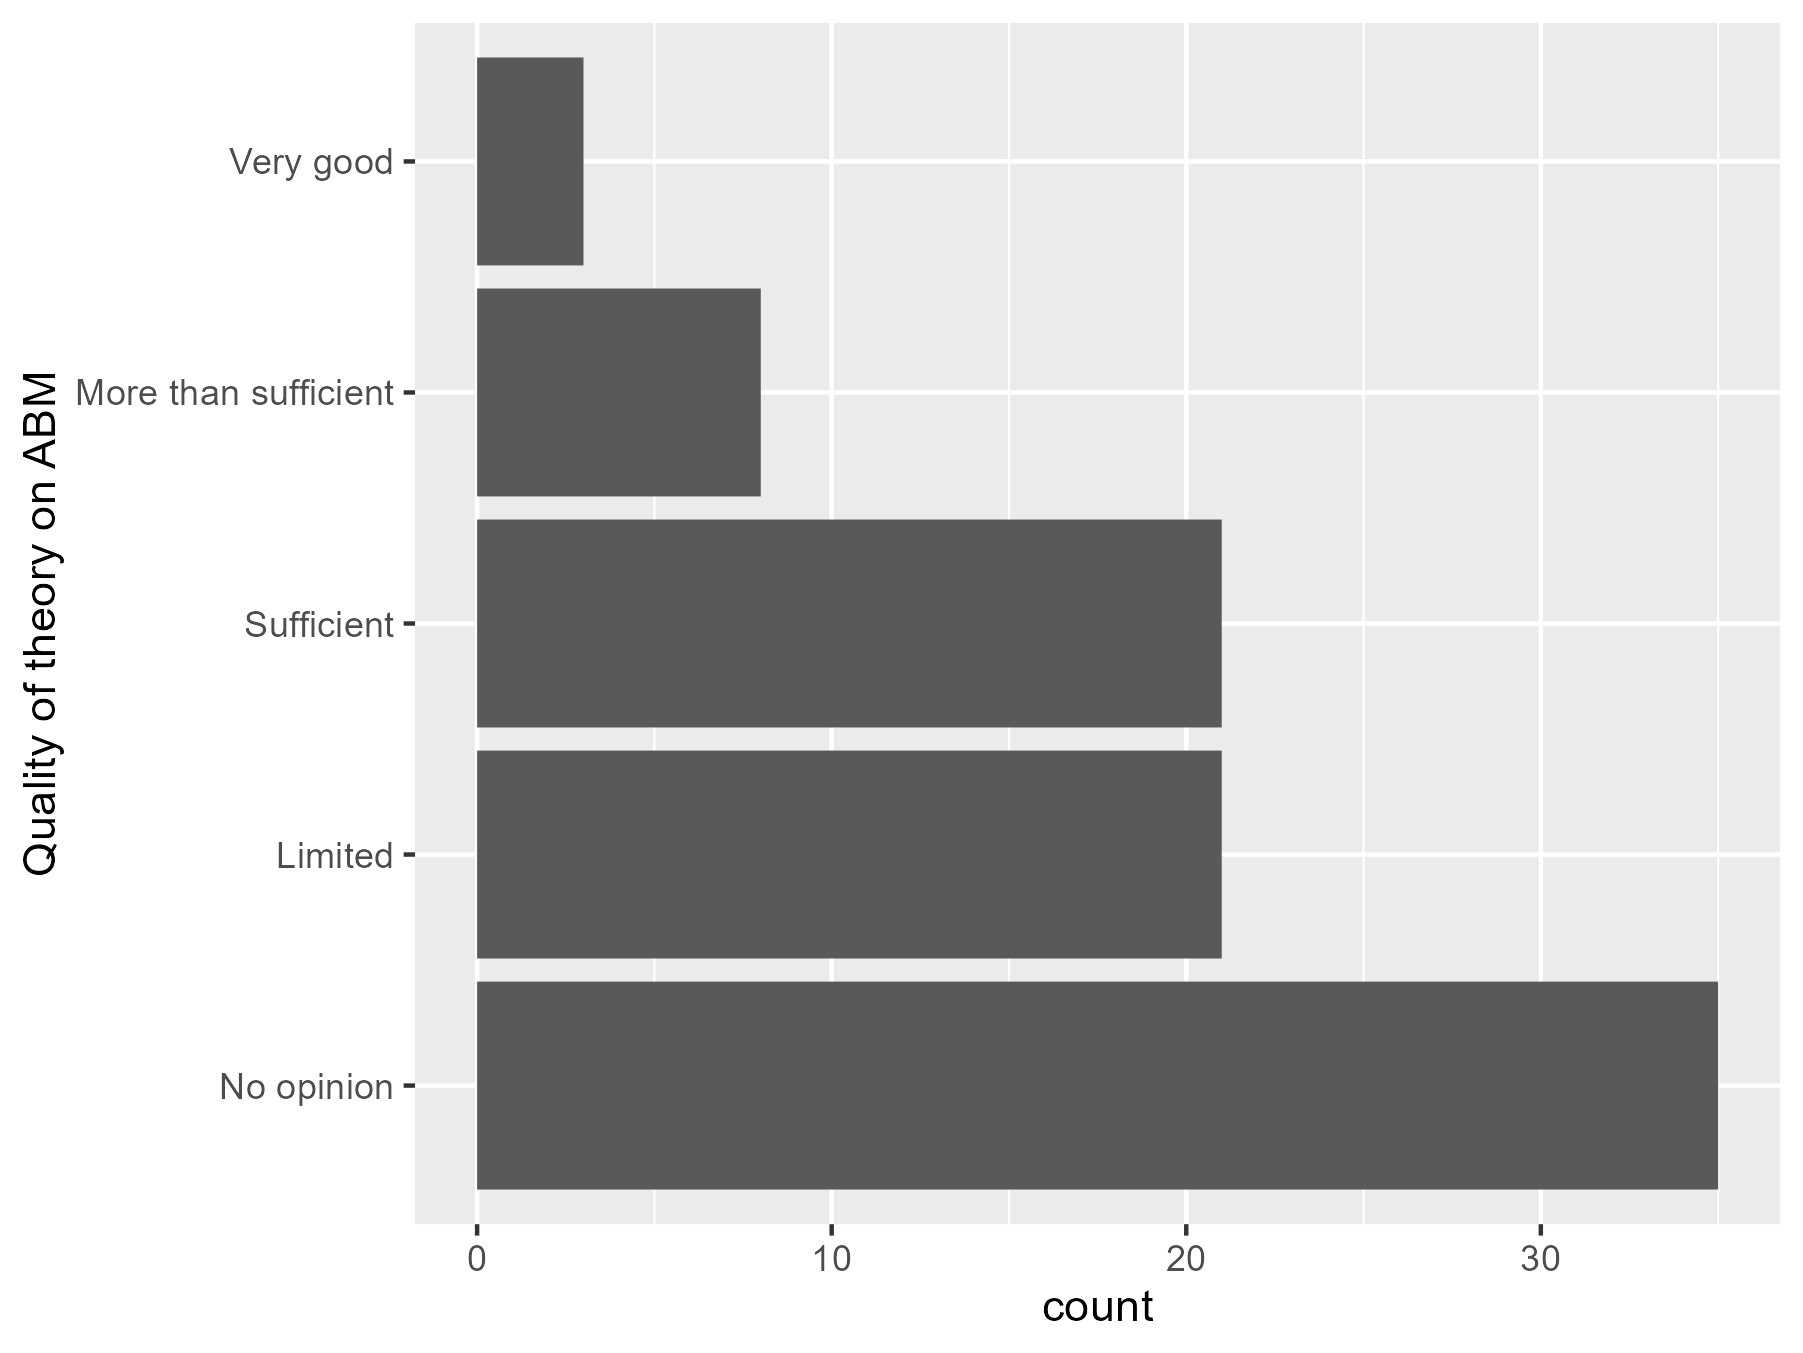 Quality of theory on ABM
Very good
More than sufficient
Sufficient
Limited
No opinion
0 10 20 30
count